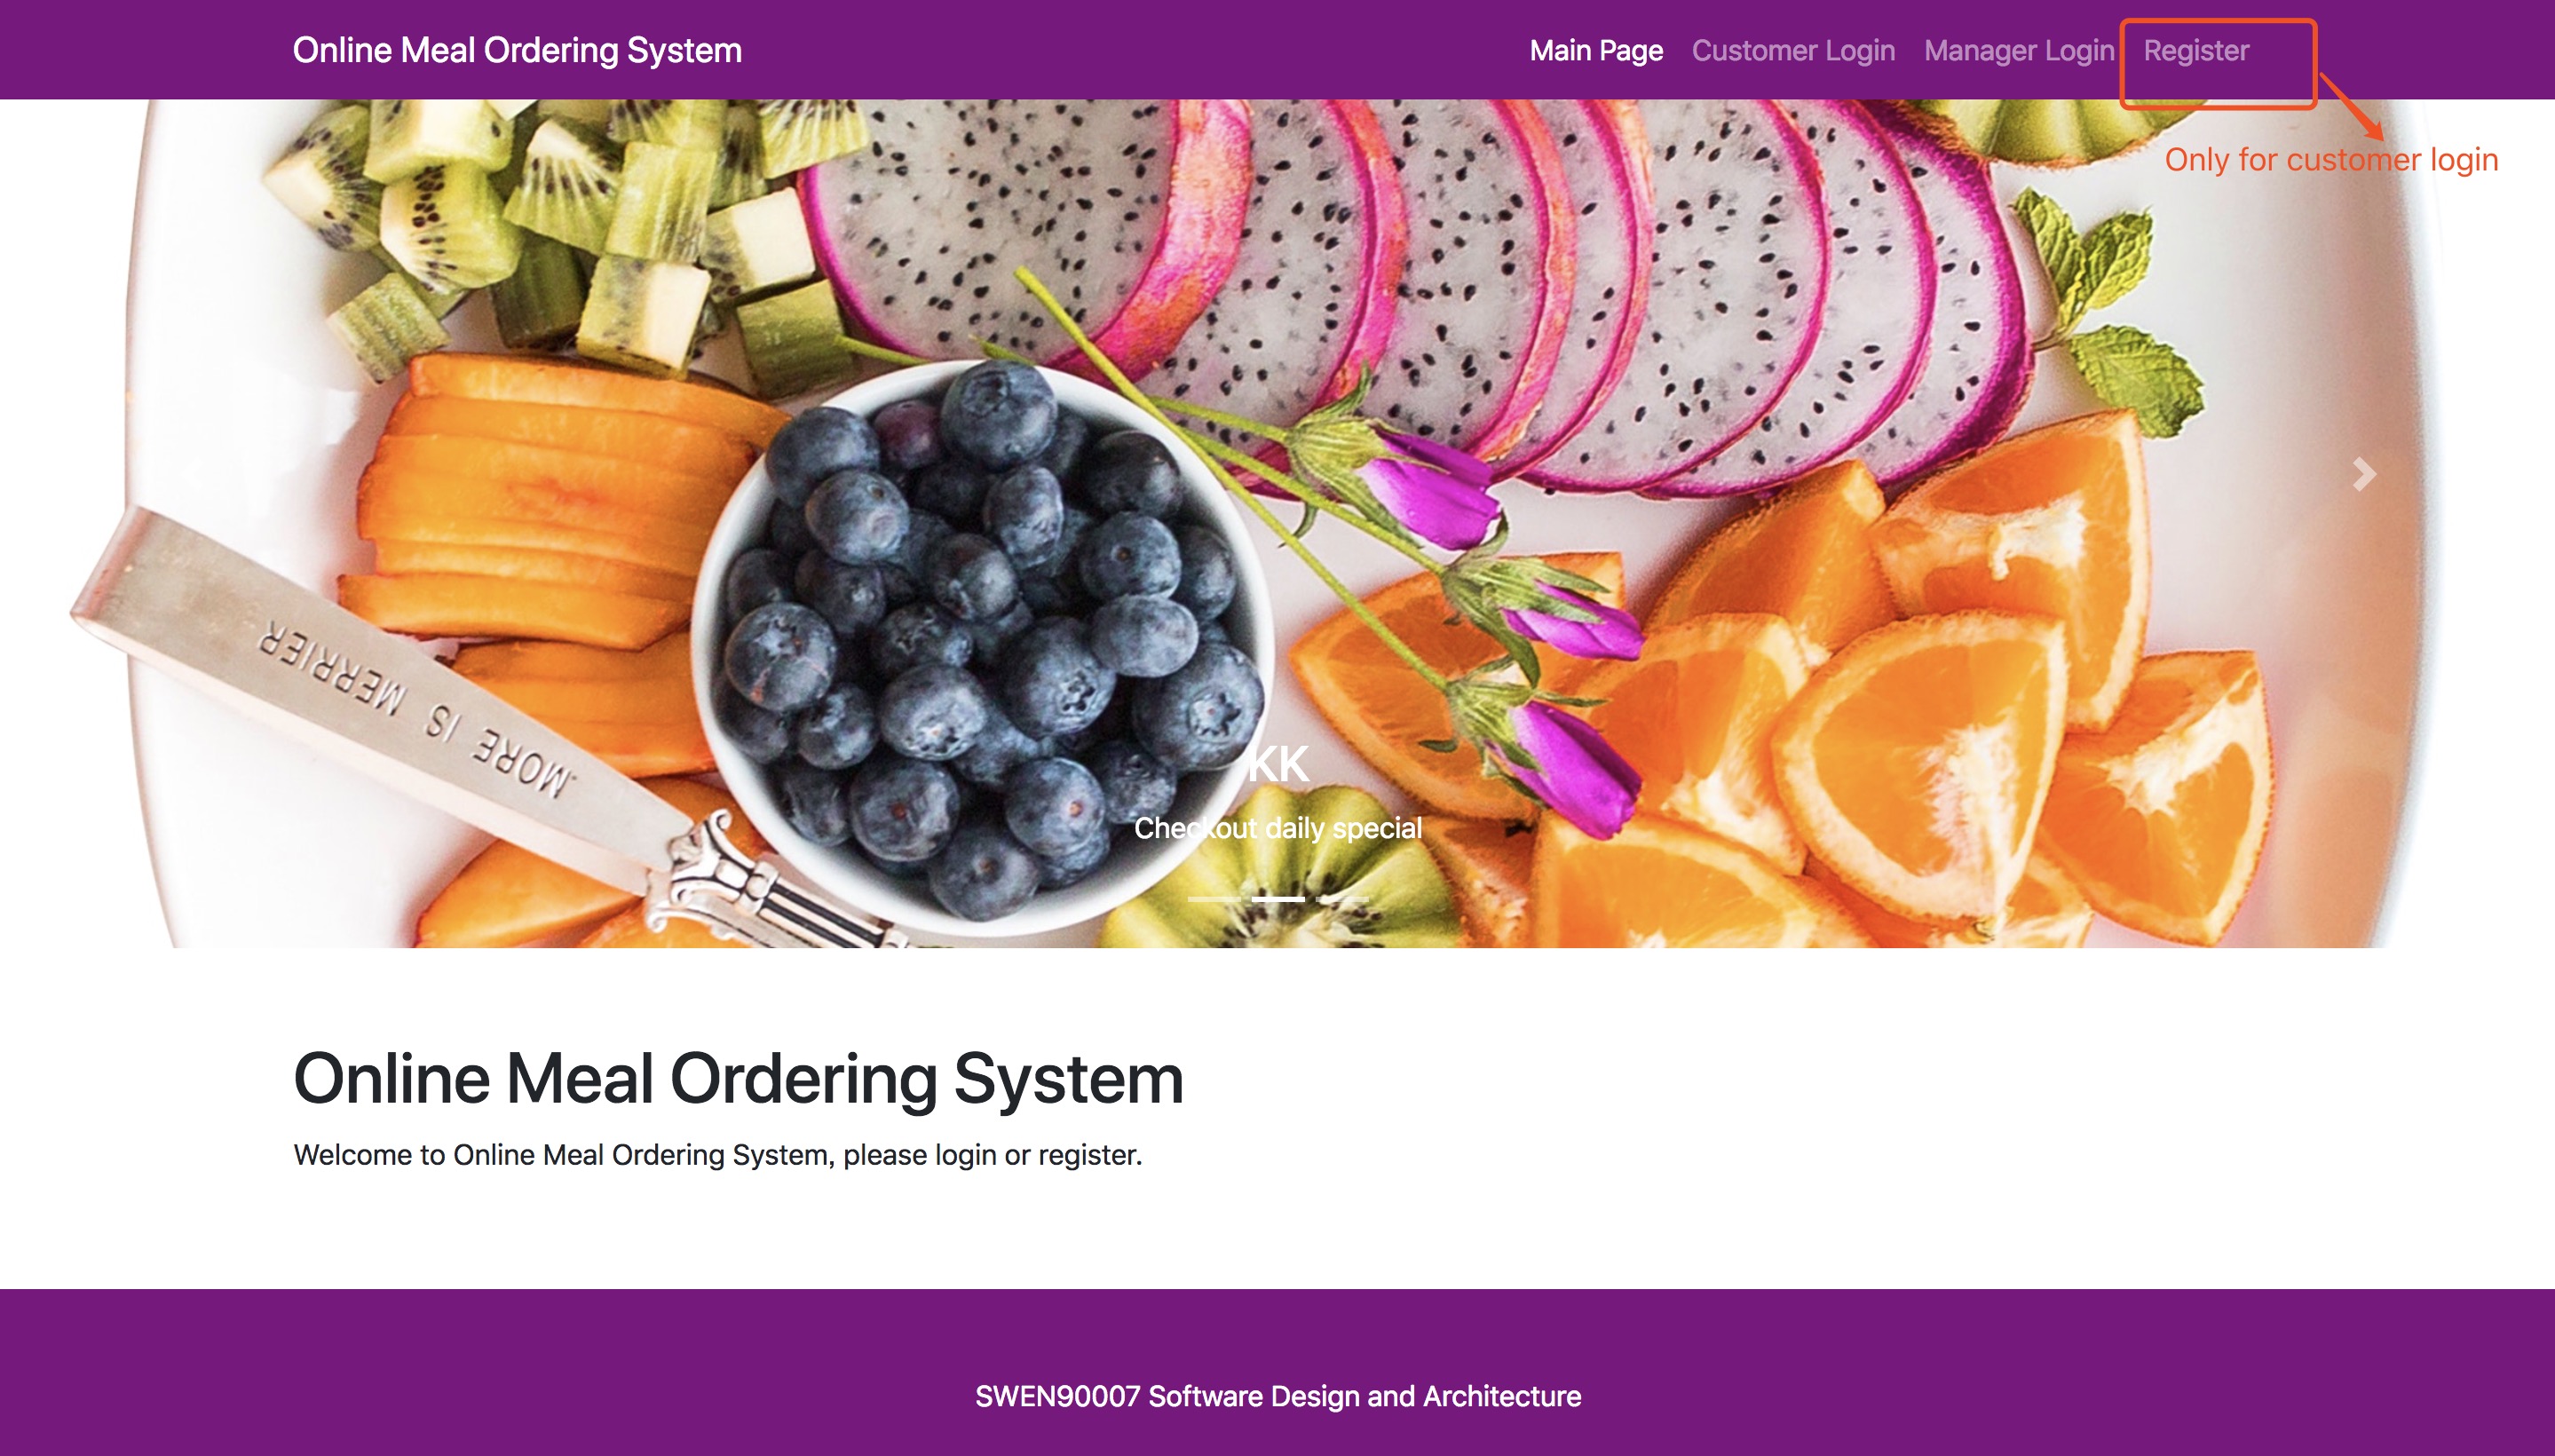 Online Meal Ordering System
Main Page
Customer Login
Manager Login
Register
Only for customer login
MORE IS MERRIER
KK
Checkout daily special
Online Meal Ordering System
Welcome to Online Meal Ordering System, please login or register.
SWEN90007 Software Design and Architecture